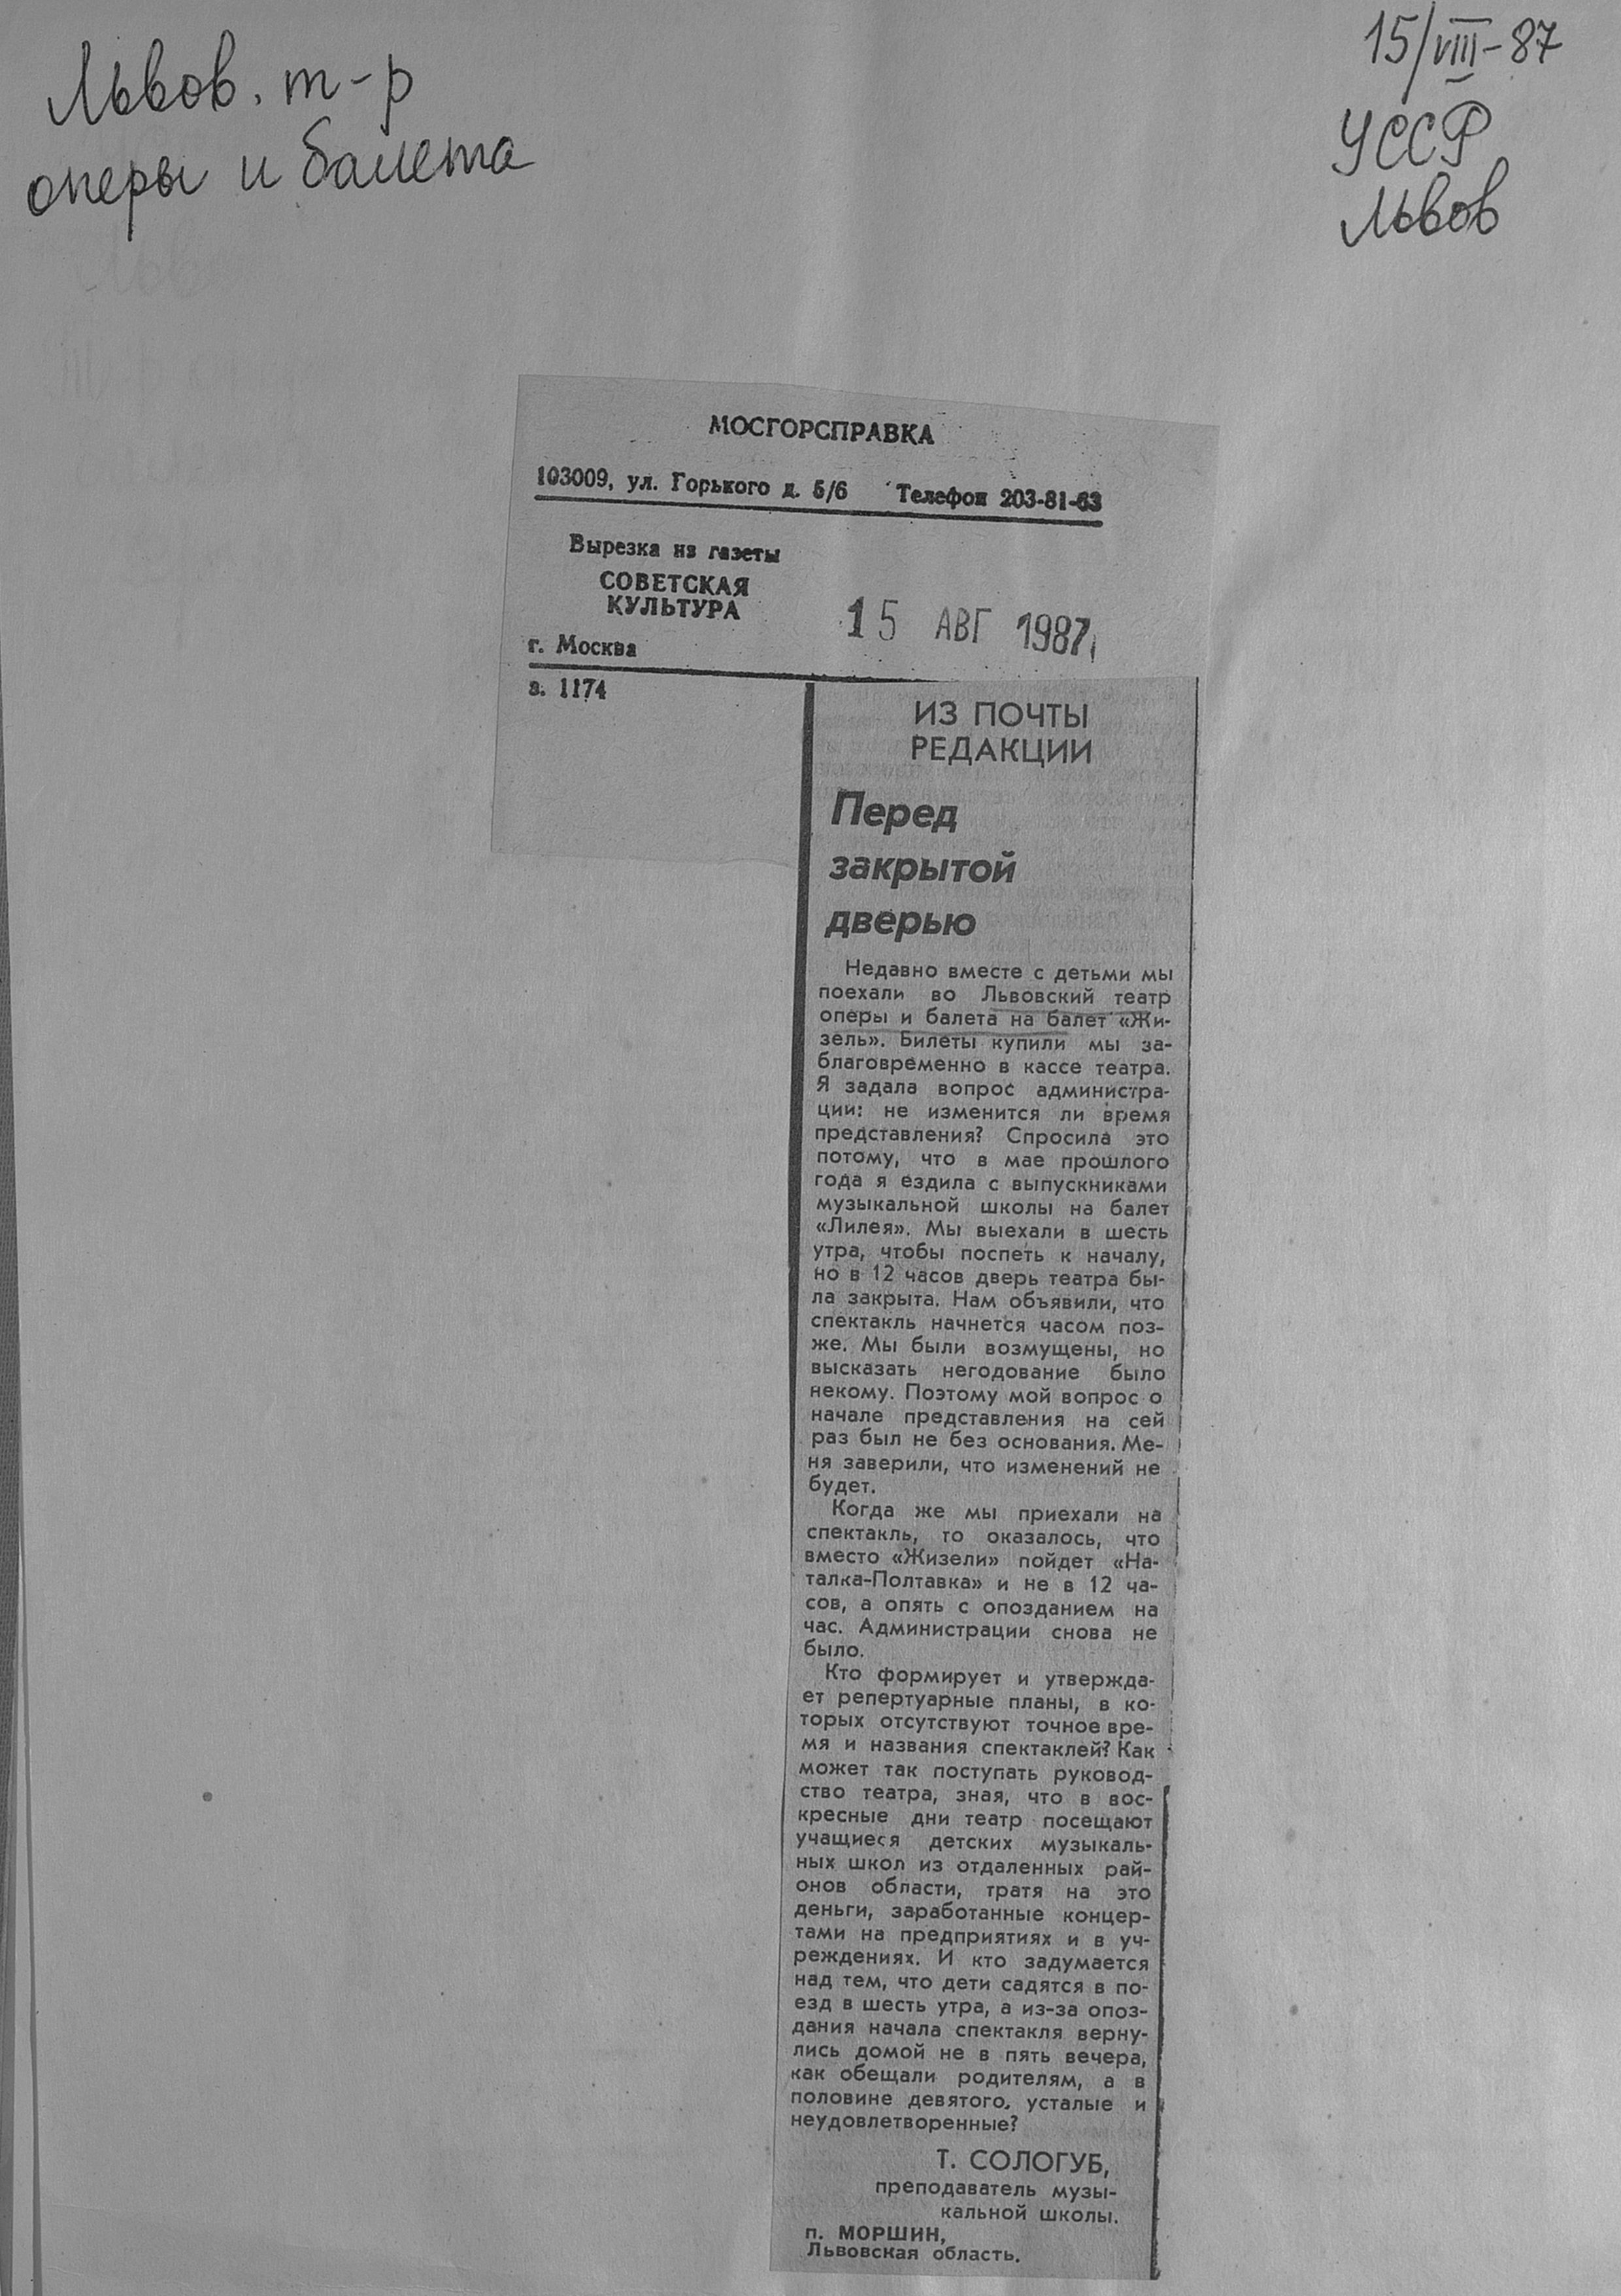 Львов. т-р
оперы и балета
15/VIII-87
УССР
Львов
МОСГОРСПРАВКА
103009, ул. Горького д. 5/6 Телефон 203-81-63
Вырезка из газеты
СОВЕТСКАЯ
КУЛЬТУРА
15 АВГ 1987
г. Москва
з. 1174
ИЗ ПОЧТЫ
РЕДАКЦИИ
Перед
закрытой
дверью
Недавно вместе с детьми мы
поехали во Львовский театр
оперы и балета на балет «Жи-
зель». Билеты купили мы за-
благовременно в кассе театра.
Я задала вопрос администра-
ции: не изменится ли время
представления? Спросила это
потому, что в мае прошлого
года я ездила с выпускниками
музыкальной школы на балет
«Лилея». Мы выехали в шесть
утра, чтобы поспеть к началу,
но в 12 часов дверь театра бы-
ла закрыта. Нам объявили, что
спектакль начнется часом поз-
же. Мы были возмущены, но
высказать негодование было
некому. Поэтому мой вопрос о
начале представления на сей
раз был не без основания. Ме-
ня заверили, что изменений не
будет.
Когда же мы приехали на
спектакль, то оказалось, что
вместо «Жизели» пойдет «На-
талка-Полтавка» и не в 12 ча-
сов, а опять с опозданием на
час. Администрации снова не
было.
Кто формирует и утвержда-
ет репертуарные планы, в ко-
торых отсутствуют точное вре-
мя и названия спектаклей? Как
может так поступать руковод-
ство театра, зная, что в вос-
кресные дни театр посещают
учащиеся детских музыкаль-
ных школ из отдаленных рай-
онов области, тратя на это
деньги, заработанные концер-
тами на предприятиях и в уч-
реждениях. И кто задумается
над тем, что дети садятся в по-
езд в шесть утра, а из-за опоз-
дания начала спектакля верну-
лись домой не в пять вечера,
как обещали родителям, а в
половине девятого, усталые и
неудовлетворенные?
Т. СОЛОГУБ,
преподаватель музы-
кальной школы.
п. МОРШИН,
Львовская область.